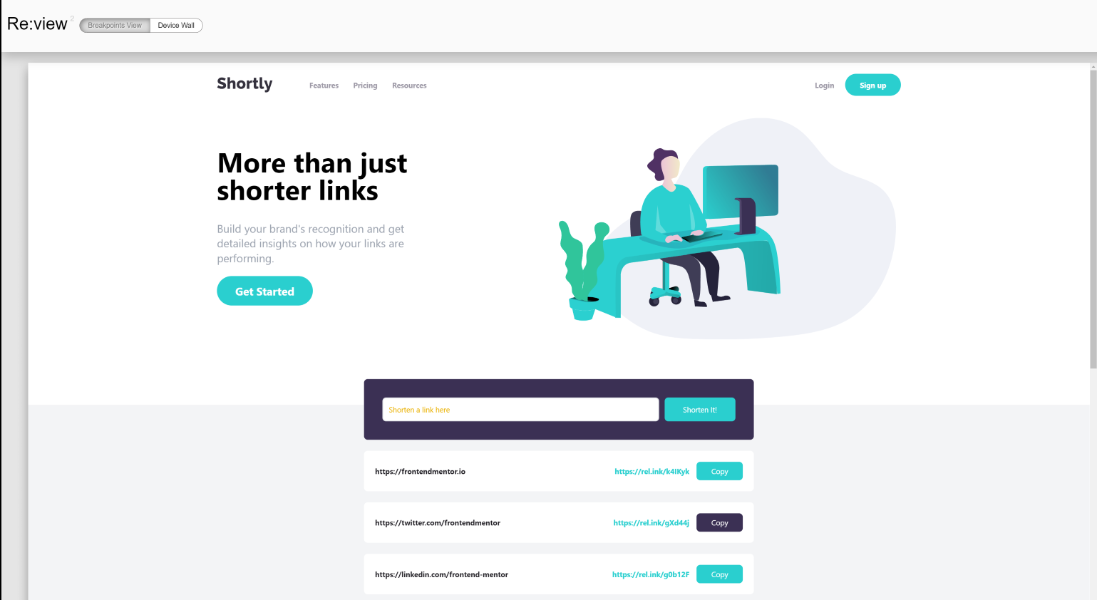 Re:view 2
Breakpoints View
Device Wall
Shortly
Features
Pricing
Resources
Login
Sign up
More than just
shorter links
Build your brand's recognition and get
detailed insights on how your links are
performing.
Get Started
Shorten a link here
Shorten It!
https://frontendmentor.io
https://rel.ink/k4IKyk
Copy
https://twitter.com/frontendmentor
https://rel.ink/gXd44j
Copy
https://linkedin.com/frontend-mentor
https://rel.ink/g0b12F
Copy